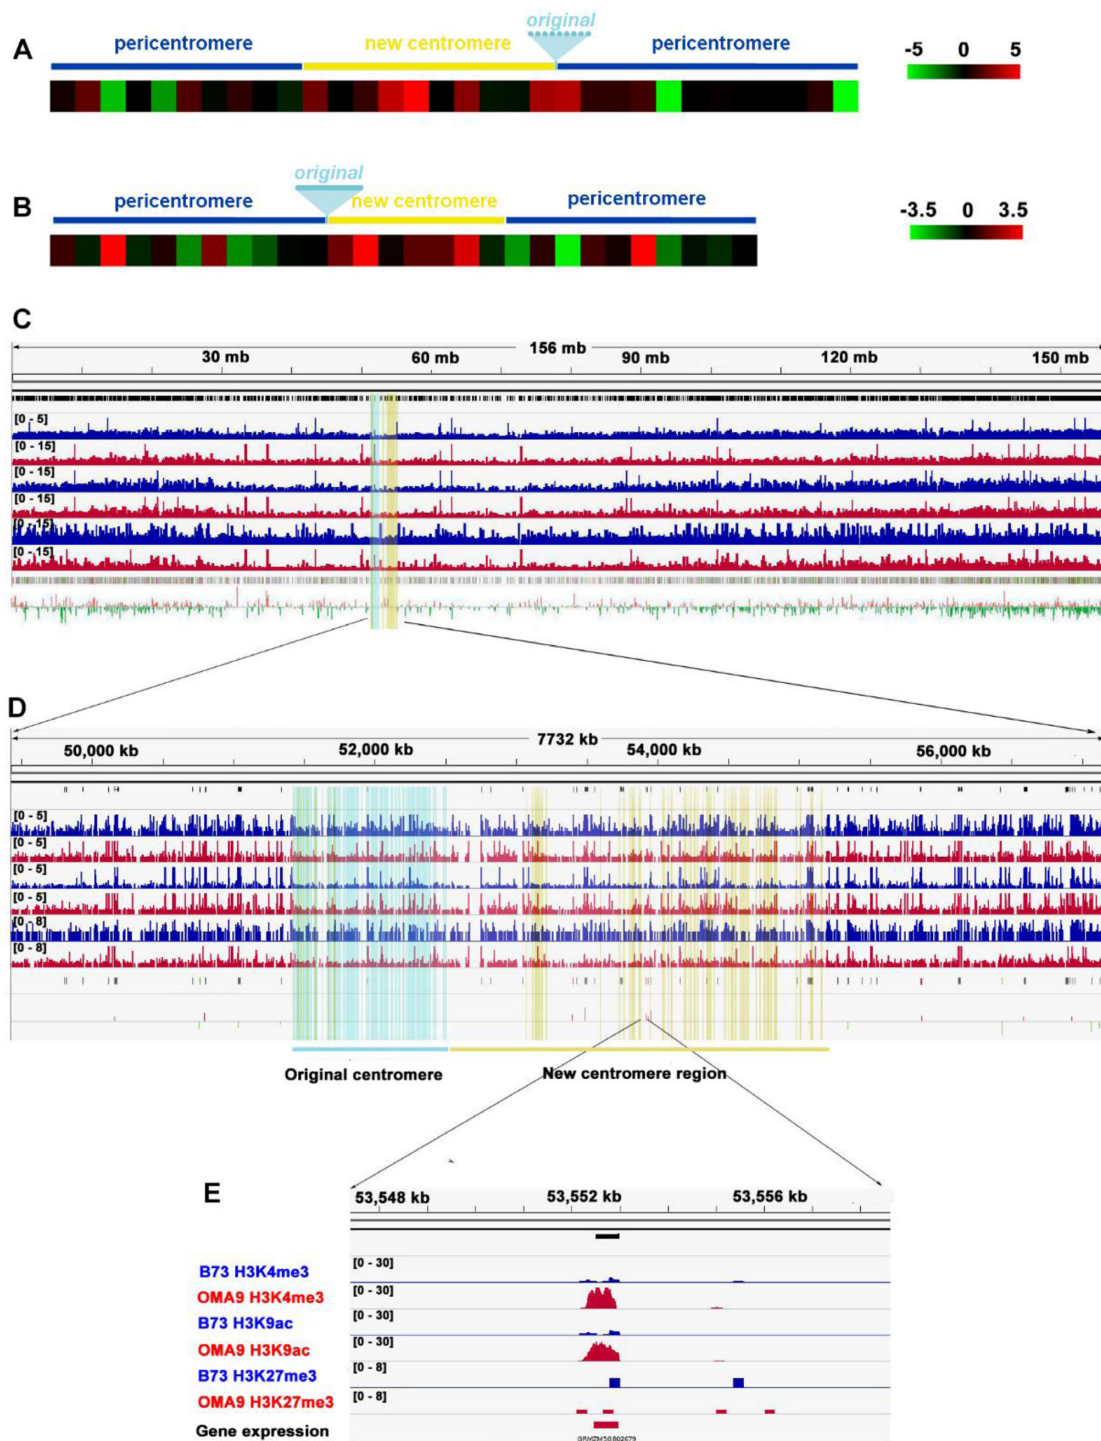 A
original
pericentromere new centromere pericentromere
-5 0 5
B
original
pericentromere new centromere pericentromere
-3.5 0 3.5
C
156 mb
30 mb 60 mb 90 mb 120 mb 150 mb
[0 - 5]
[0 - 15]
[0 - 15]
[0 - 15]
[0 - 15]
[0 - 15]
D
7732 kb
50,000 kb 52,000 kb 54,000 kb 56,000 kb
[0 - 5]
[0 - 5]
[0 - 5]
[0 - 5]
[0 - 8]
[0 - 8]
Original centromere New centromere region
E
53,548 kb 53,552 kb 53,556 kb
B73 H3K4me3 [0 - 30]
OMA9 H3K4me3 [0 - 30]
B73 H3K9ac [0 - 30]
OMA9 H3K9ac [0 - 30]
B73 H3K27me3 [0 - 8]
OMA9 H3K27me3 [0 - 8]
Gene expression
GRMZM5G802679